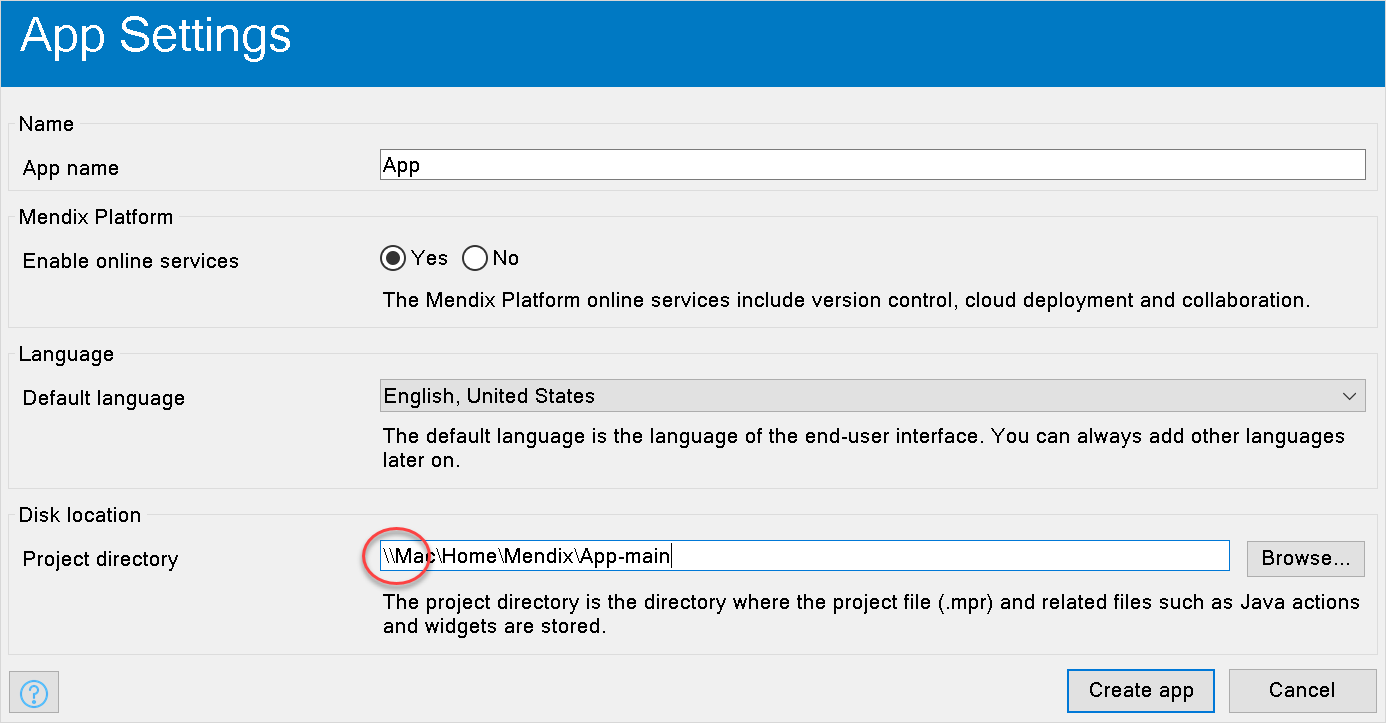 App Settings
Name
App name
App
Mendix Platform
Enable online services
Yes No
The Mendix Platform online services include version control, cloud deployment and collaboration.
Language
Default language
English, United States
The default language is the language of the end-user interface. You can always add other languages
later on.
Disk location
Project directory
\\Mac\Home\Mendix\App-main
Browse...
The project directory is the directory where the project file (.mpr) and related files such as Java actions
and widgets are stored.
?
Create app
Cancel